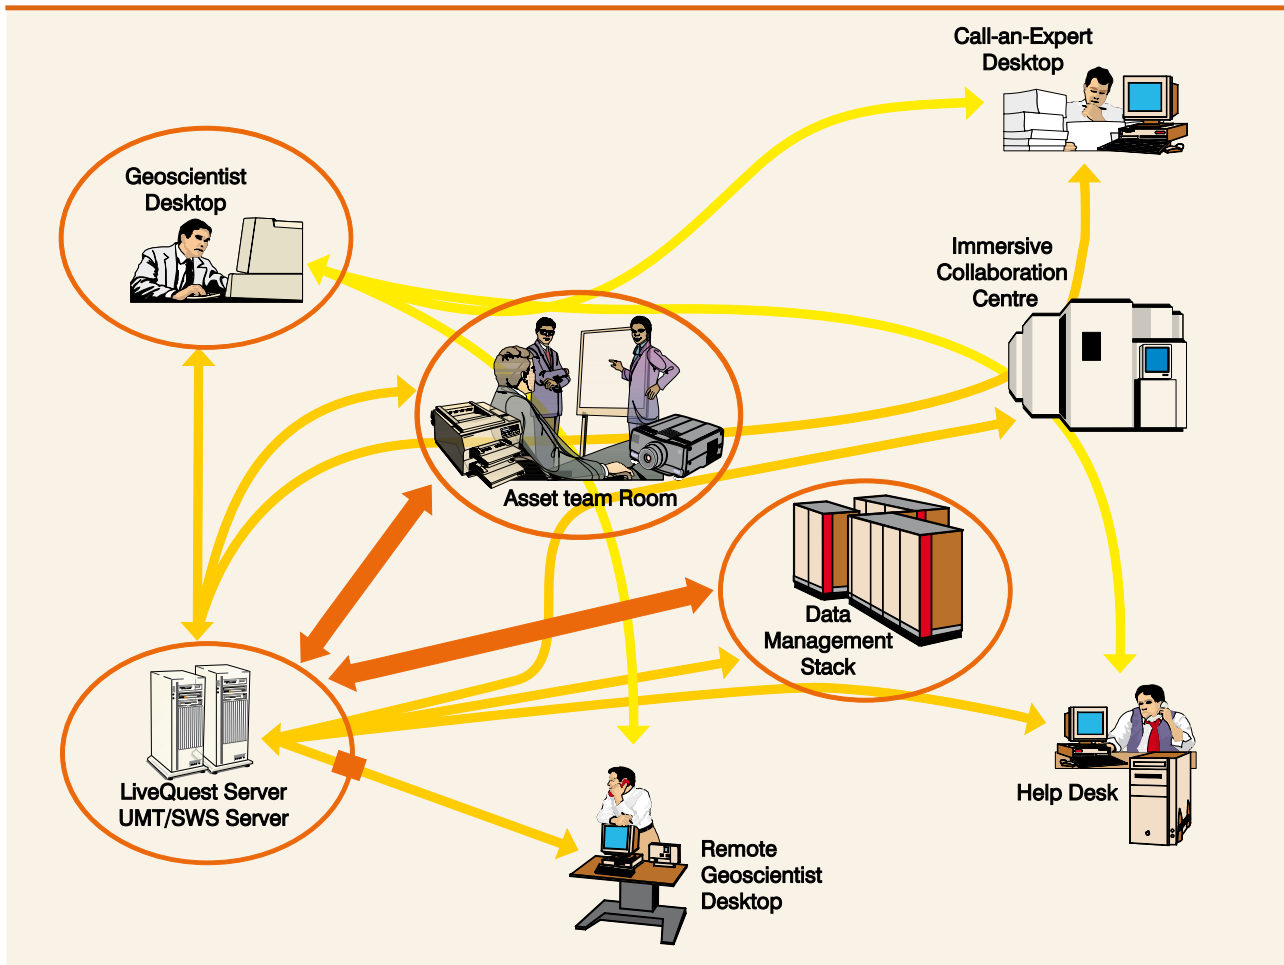 Call-an-Expert
Desktop
Geoscientist
Desktop
Immersive
Collaboration
Centre
Asset team Room
Data
Management
Stack
LiveQuest Server
UMT/SWS Server
Help Desk
Remote
Geoscientist
Desktop